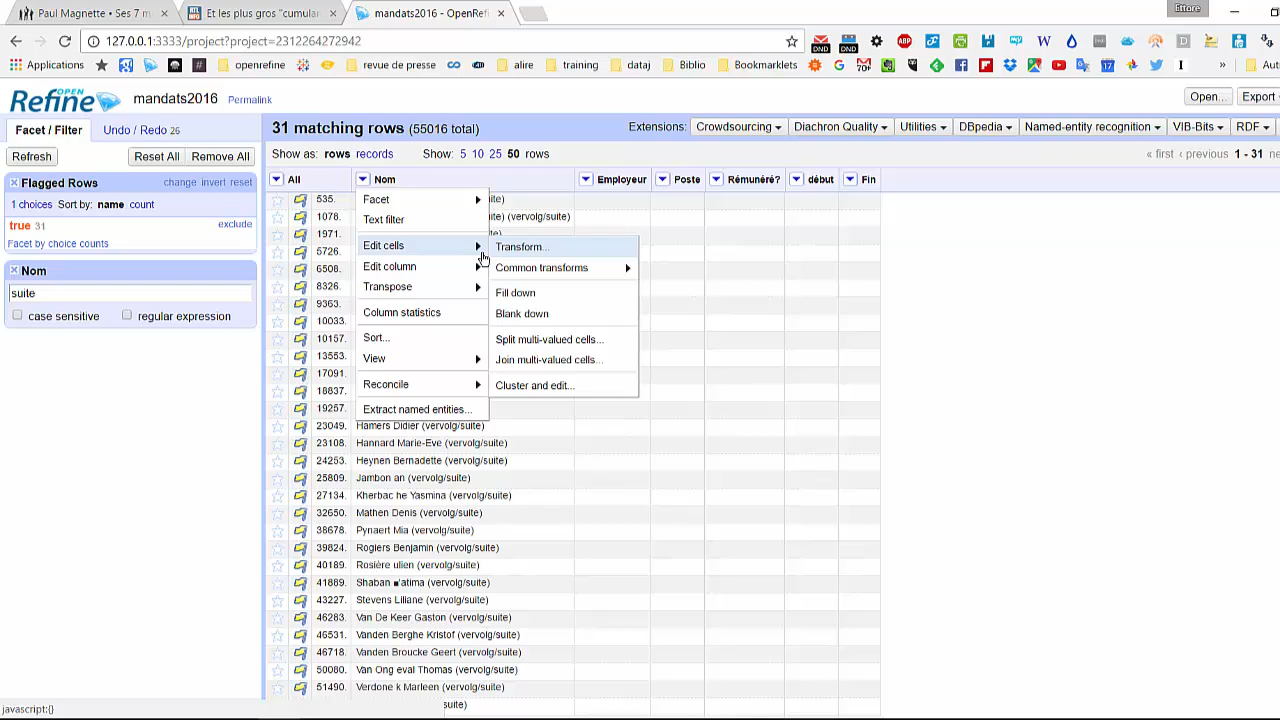 Ettore
Paul Magnette • Ses 7 m
Et les plus gros "cumular
mandats2016 - OpenRefi
127.0.0.1:3333/project?project=2312264272942
Applications
openrefine
revue de presse
alire
training
dataj
Biblio
Bookmarklets
Aut
OPEN
Refine
mandats2016
Permalink
Open...
Export
Facet / Filter
Undo / Redo 26
31 matching rows (55016 total)
Extensions:
Crowdsourcing
Diachron Quality
Utilities
DBpedia
Named-entity recognition
VIB-Bits
RDF
Refresh
Reset All
Remove All
Show as: rows records
Show: 5 10 25 50 rows
« first ‹ previous 1 - 31 ne
Flagged Rows
change invert reset
1 choices Sort by: name count
true 31
exclude
Facet by choice counts
Nom
suite
case sensitive
regular expression
All
Nom
Employeur
Poste
Rémunéré?
début
Fin
Facet
Text filter
Edit cells
Edit column
Transpose
Column statistics
Sort...
View
Reconcile
Extract named entities...
Transform...
Common transforms
Fill down
Blank down
Split multi-valued cells...
Join multi-valued cells...
Cluster and edit...
535.
1078. ite) (vervolg/suite)
1971.
5726
6508.
8326.
9363.
10033.
10157.
13553.
17091.
18837.
19257.
23049. Hamers Didier (vervolg/suite)
23108. Hannard Marie-Eve (vervolg/suite)
24253. Heynen Bernadette (vervolg/suite)
25809. Jambon an (vervolg/suite)
27134. Kherbac he Yasmine (vervolg/suite)
32650. Mathen Denis (vervolg/suite)
38678. Pynaert Mia (vervolg/suite)
39824. Rogiers Benjamin (vervolg/suite)
40189. Rosière ulien (vervolg/suite)
41889. Shaban ■'atima (vervolg/suite)
43227. Stevens Liliane (vervolg/suite)
46283. Van De Keer Gaston (vervolg/suite)
46531. Vanden Berghe Kristof (vervolg/suite)
46718. Vanden Broucke Geert (vervolg/suite)
50080. Van Ong eval Thomas (vervolg/suite)
51490. Verdone k Marleen (vervolg/suite)
suite)
javascript:{}